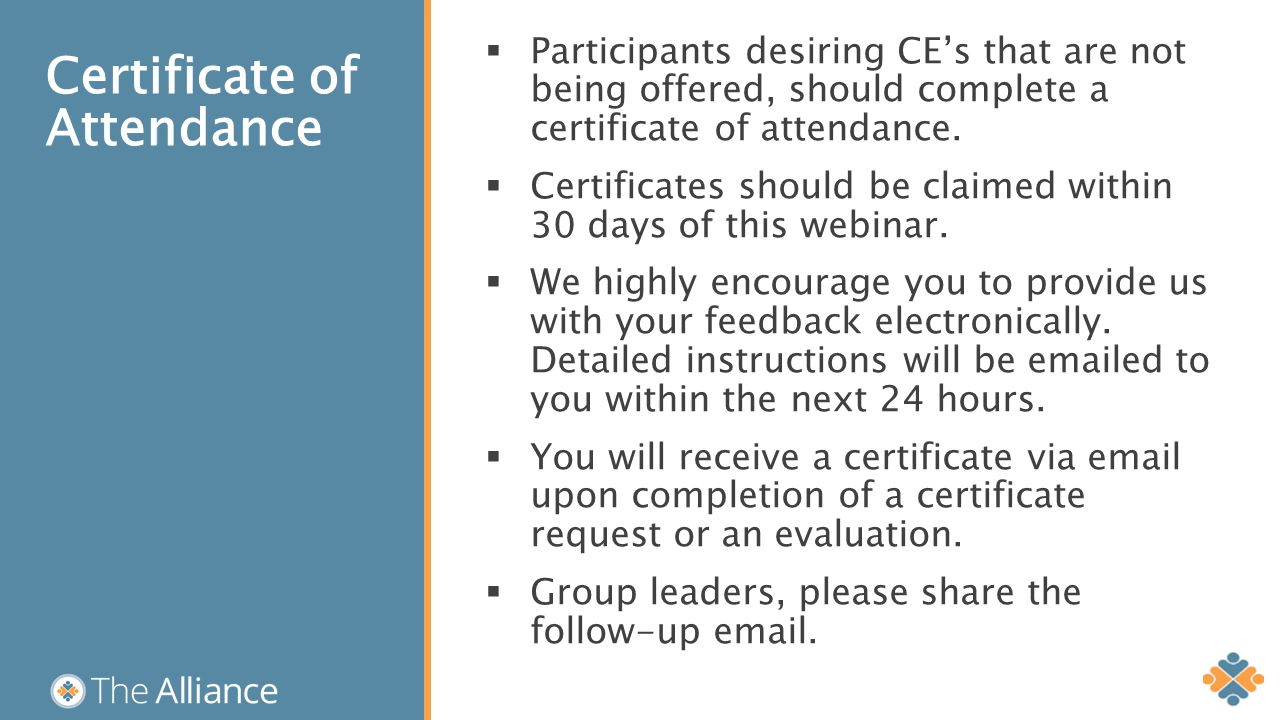 Certificate of
Attendance
▪ Participants desiring CE’s that are not
being offered, should complete a
certificate of attendance.
▪ Certificates should be claimed within
30 days of this webinar.
▪ We highly encourage you to provide us
with your feedback electronically.
Detailed instructions will be emailed to
you within the next 24 hours.
▪ You will receive a certificate via email
upon completion of a certificate
request or an evaluation.
▪ Group leaders, please share the
follow-up email.
The Alliance